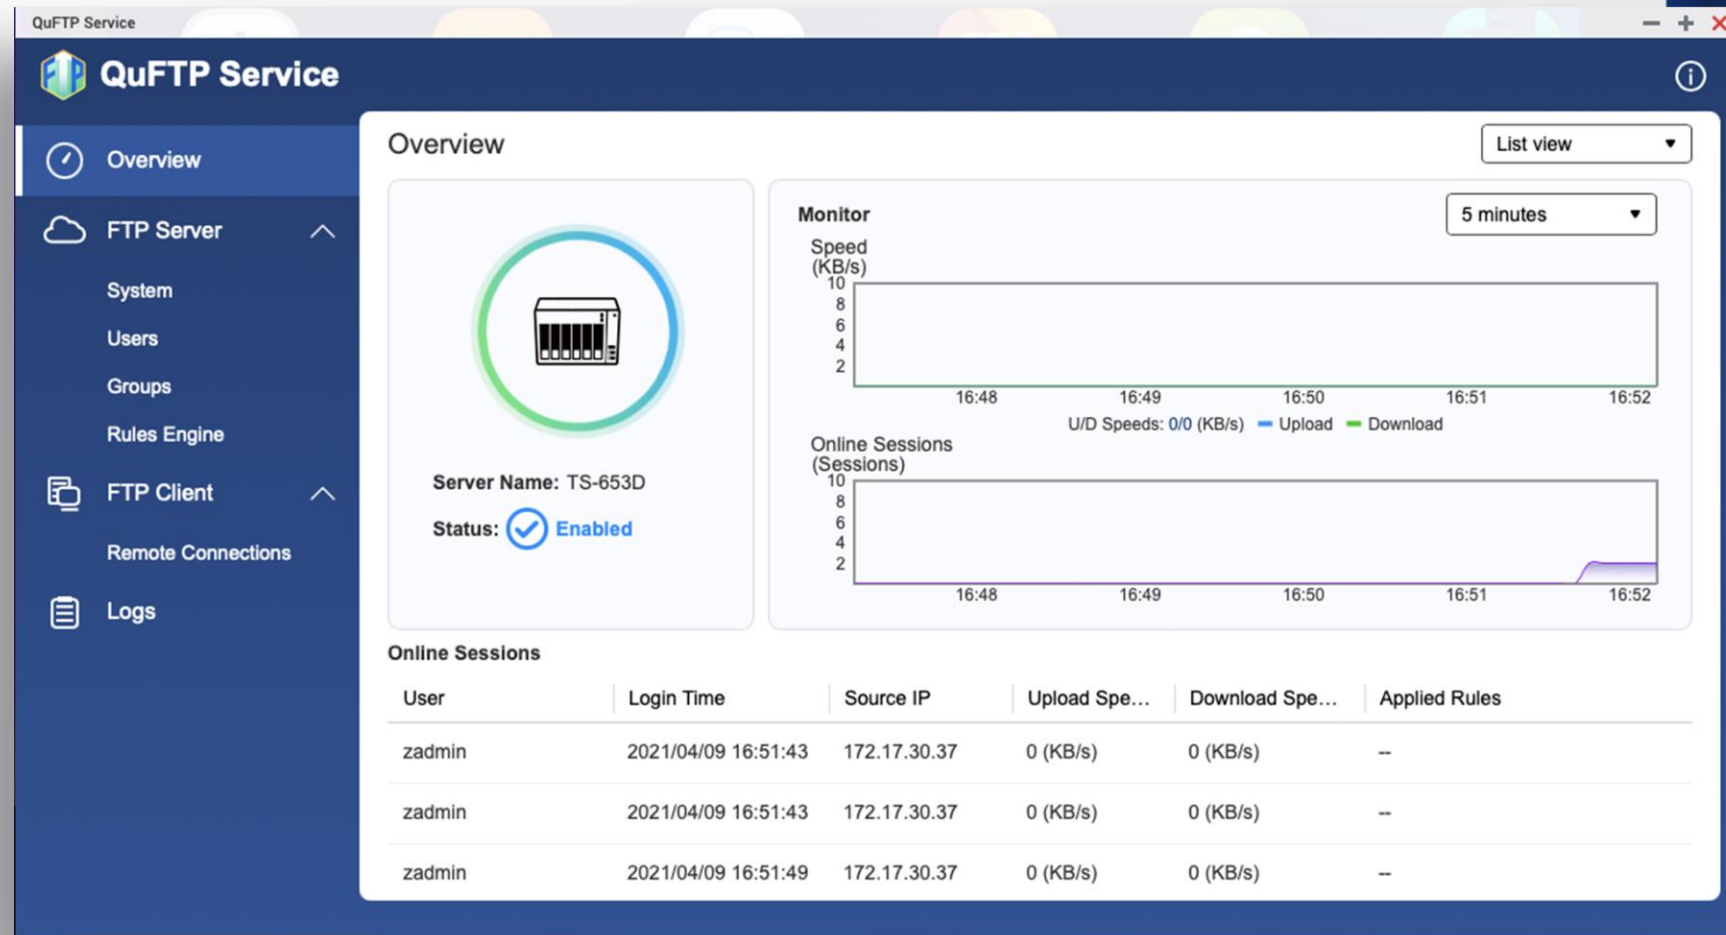 QuFTP Service
QuFTP Service
Overview
FTP Server
System
Users
Groups
Rules Engine
FTP Client
Remote Connections
Logs
Overview
List view
Server Name: TS-653D
Status: Enabled
Monitor
5 minutes
Speed
(KB/s)
10
8
6
4
2
16:48 16:49 16:50 16:51 16:52
U/D Speeds: 0/0 (KB/s) Upload Download
Online Sessions
(Sessions)
10
8
6
4
2
16:48 16:49 16:50 16:51 16:52
Online Sessions
User Login Time Source IP Upload Spe... Download Spe... Applied Rules
zadmin 2021/04/09 16:51:43 172.17.30.37 0 (KB/s) 0 (KB/s) --
zadmin 2021/04/09 16:51:43 172.17.30.37 0 (KB/s) 0 (KB/s) --
zadmin 2021/04/09 16:51:49 172.17.30.37 0 (KB/s) 0 (KB/s) --